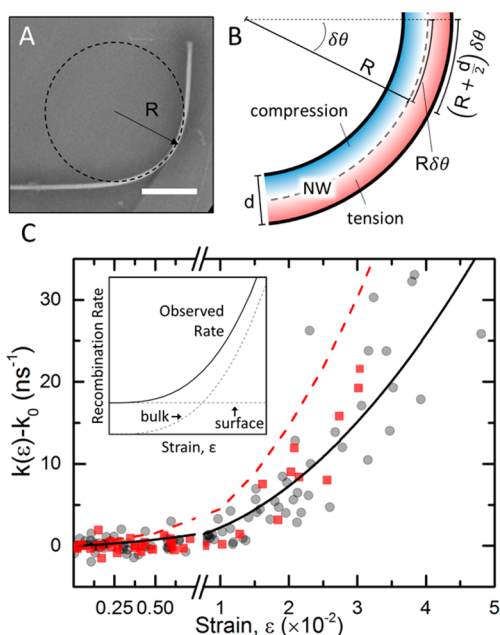 A
R
B
δθ
R
compression
(R + d/2) δθ
Rδθ
NW
d
tension
C
k(ε)-k₀ (ns⁻¹)
30
20
10
0
Recombination Rate
Observed
Rate
bulk
surface
Strain, ε
0.25 0.50 1 2 3 4 5
Strain, ε (×10⁻²)